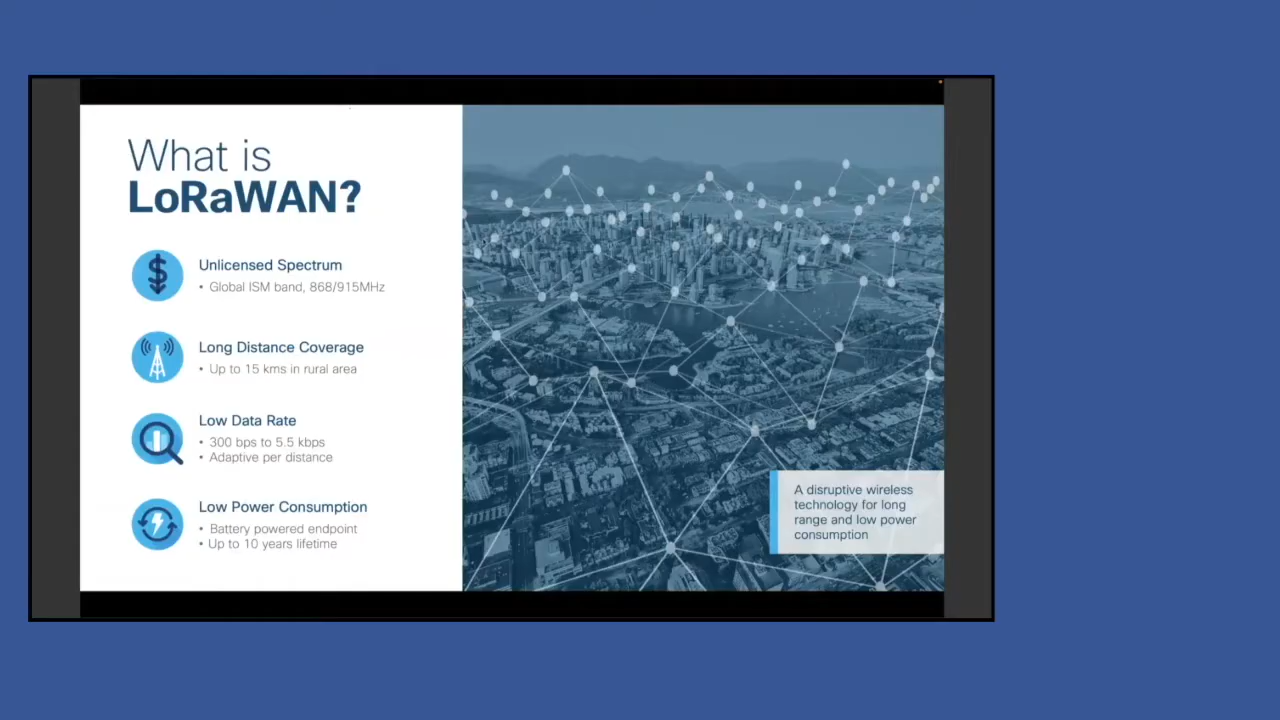 What is
LoRaWAN?
Unlicensed Spectrum
• Global ISM band, 868/915MHz
Long Distance Coverage
• Up to 15 kms in rural area
Low Data Rate
• 300 bps to 5.5 kbps
• Adaptive per distance
Low Power Consumption
• Battery powered endpoint
• Up to 10 years lifetime
A disruptive wireless
technology for long
range and low power
consumption